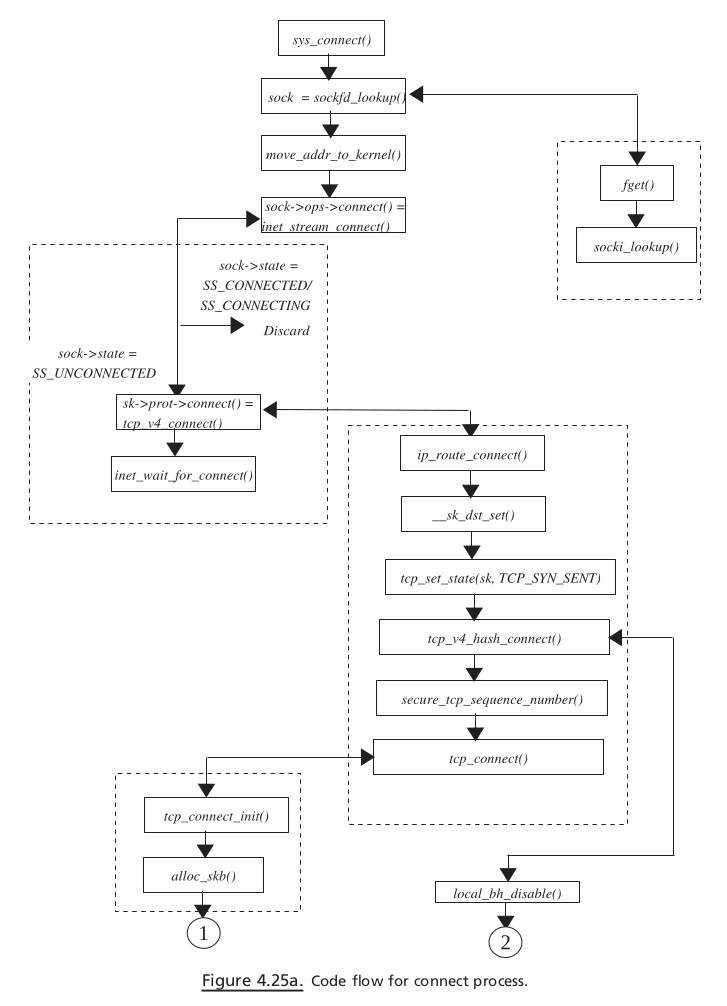 sys_connect()
sock = sockfd_lookup()
move_addr_to_kernel()
fget()
sock->ops->connect() =
inet_stream_connect()
socki_lookup()
sock->state =
SS_CONNECTED/
SS_CONNECTING
Discard
sock->state =
SS_UNCONNECTED
sk->prot->connect() =
tcp_v4_connect()
inet_wait_for_connect()
ip_route_connect()
__sk_dst_set()
tcp_set_state(sk, TCP_SYN_SENT)
tcp_v4_hash_connect()
secure_tcp_sequence_number()
tcp_connect()
tcp_connect_init()
alloc_skb()
local_bh_disable()
1
2
Figure 4.25a. Code flow for connect process.